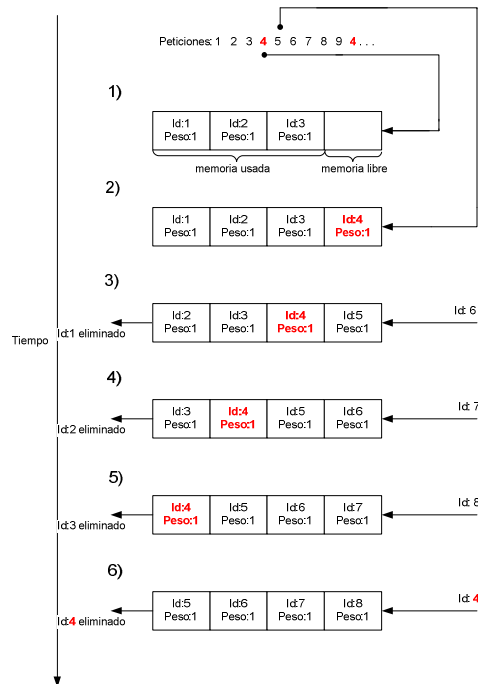 Peticiones: 1 2 3 4 5 6 7 8 9 4 . . .
1)
Id:1 Id:2 Id:3
Peso:1 Peso:1 Peso:1
memoria usada memoria libre
2)
Id:1 Id:2 Id:3 Id:4
Peso:1 Peso:1 Peso:1 Peso:1
3)
Id:2 Id:3 Id:4 Id:5
Peso:1 Peso:1 Peso:1 Peso:1
Id: 6
Id:1 eliminado
Tiempo
4)
Id:3 Id:4 Id:5 Id:6
Peso:1 Peso:1 Peso:1 Peso:1
Id: 7
Id:2 eliminado
5)
Id:4 Id:5 Id:6 Id:7
Peso:1 Peso:1 Peso:1 Peso:1
Id: 8
Id:3 eliminado
6)
Id:5 Id:6 Id:7 Id:8
Peso:1 Peso:1 Peso:1 Peso:1
Id: 4
Id:4 eliminado